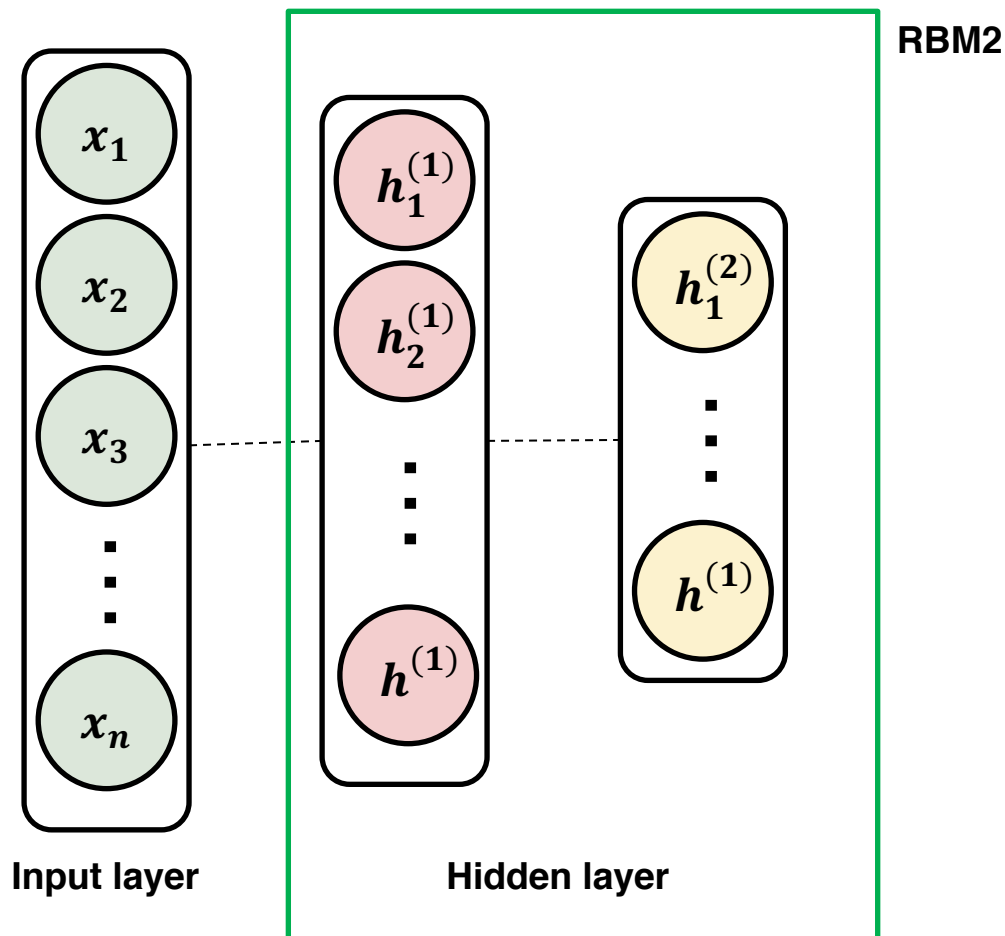 RBM2
x₁
x₂
x₃
xₙ
h₁⁽¹⁾
h₂⁽¹⁾
h⁽¹⁾
h₁⁽²⁾
h⁽¹⁾
Input layer
Hidden layer